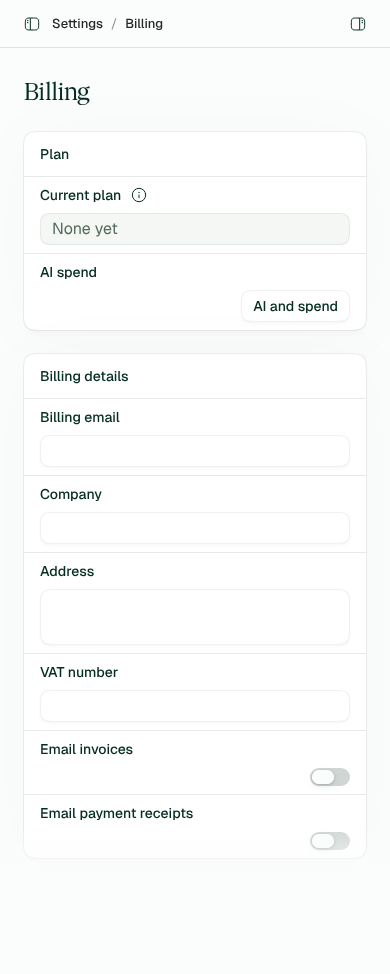 Settings / Billing
Billing
Plan
Current plan
None yet
AI spend
AI and spend
Billing details
Billing email
Company
Address
VAT number
Email invoices
Email payment receipts